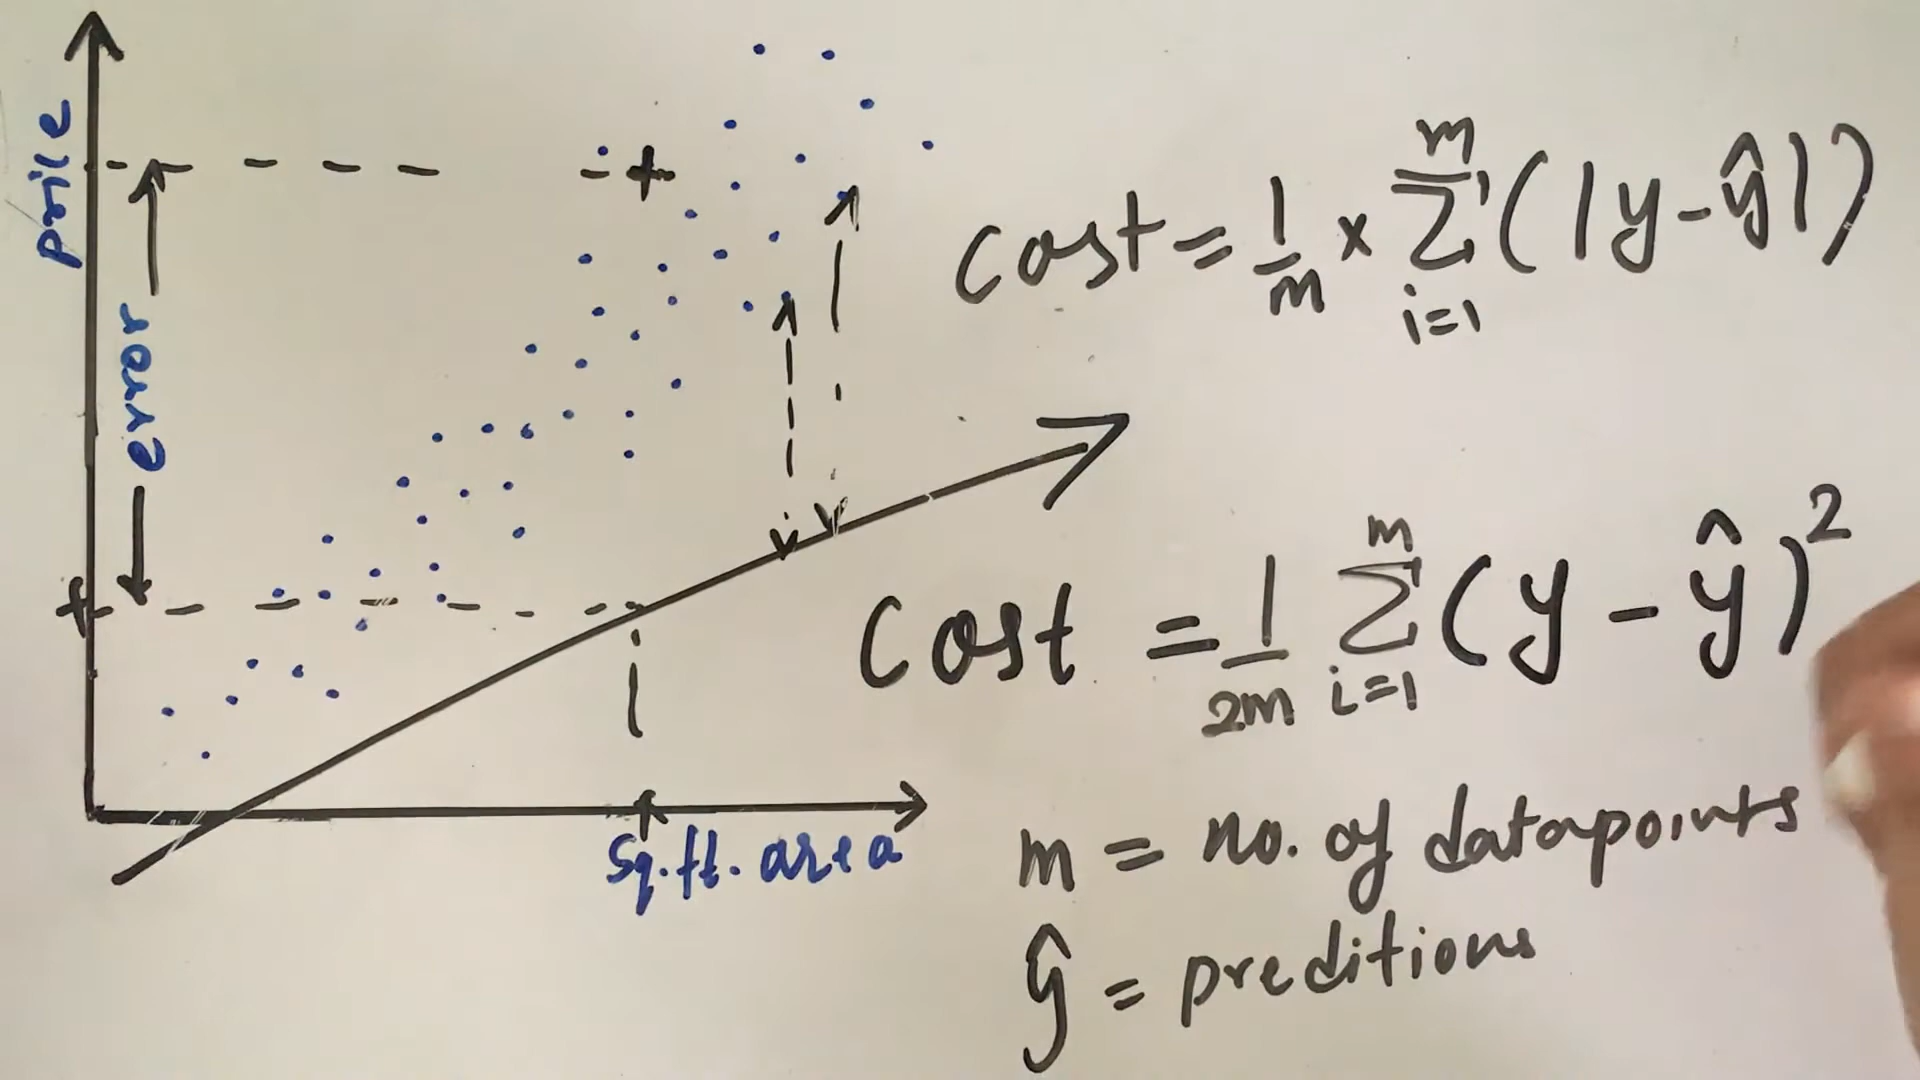 price
error
sq.ft. area
cost = 1/m × m∑i=1 (|y - ŷ|)
Cost = 1/2m m∑i=1 (y - ŷ)²
m = no. of datapoints
ŷ = preditions